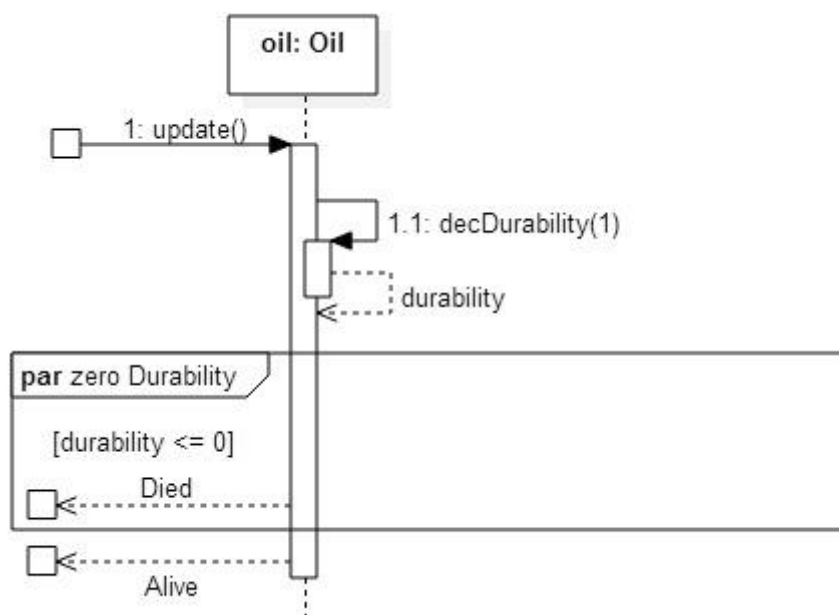 oil: Oil
1: update()
1.1: decDurability(1)
durability
par zero Durability
[durability <= 0]
Died
Alive